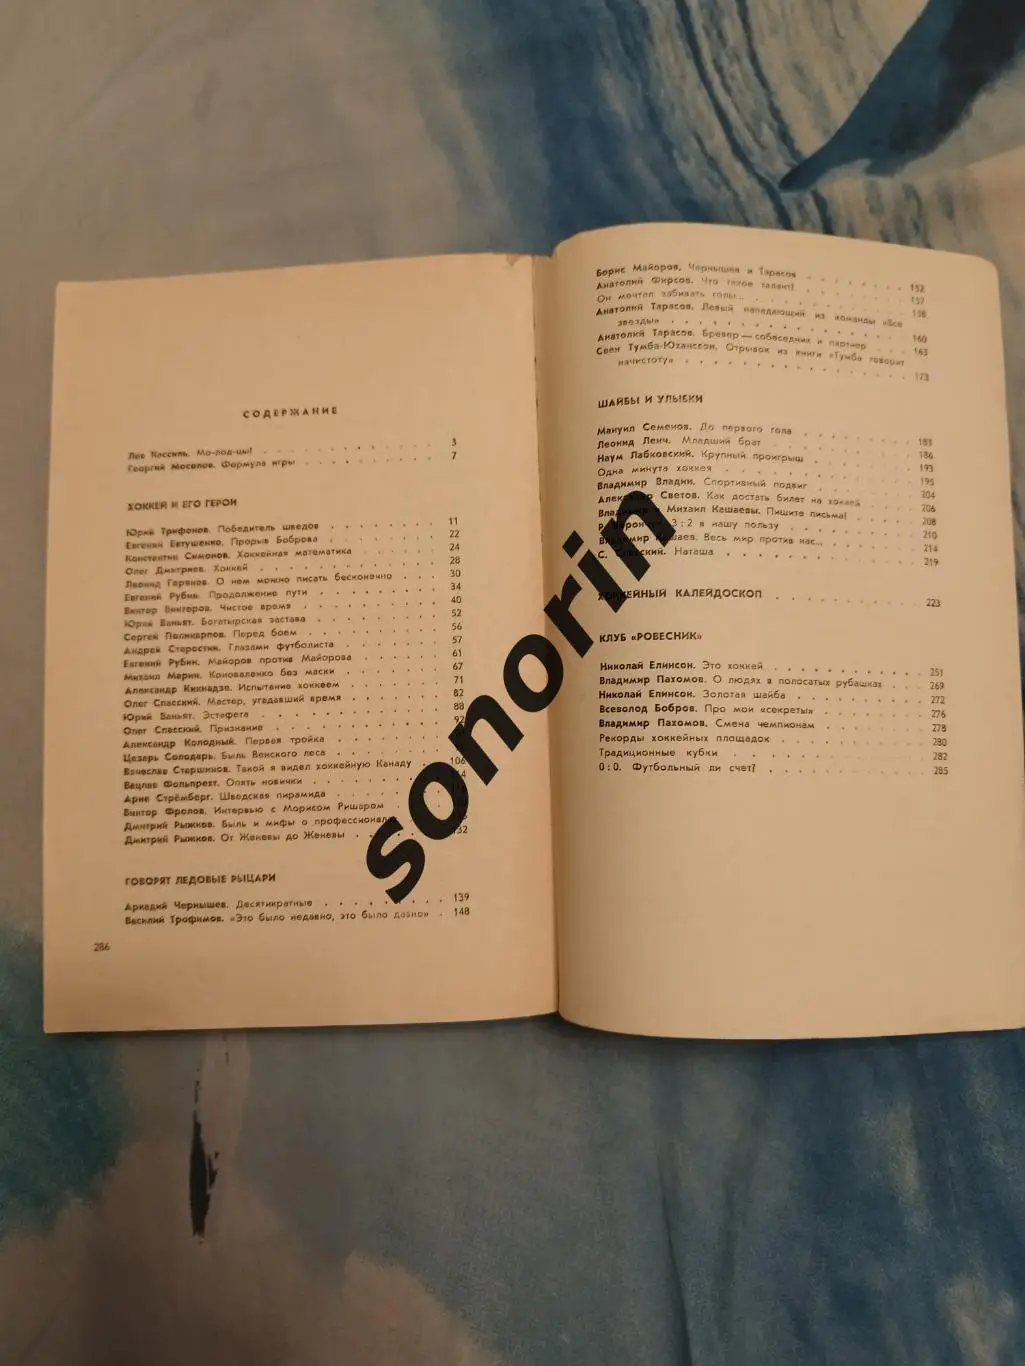 СОДЕРЖАНИЕ
Лев Кассиль. Мо-лод-цы! 3
Георгий Мосолов. Формула игры 7
ХОККЕЙ И ЕГО ГЕРОИ
Юрий Трифонов. Победитель шведов 11
Евгений Евтушенко. Прорыв Боброва 22
Константин Симонов. Хоккейная математика 24
Олег Дмитриев. Хоккей 28
Леонид Горянов. О нем можно писать бесконечно 30
Евгений Рубин. Продолжение пути 34
Виктор Викторов. Чистое время 40
Юрий Ваньят. Богатырская застава 52
Сергей Поликарпов. Перед боем 56
Андрей Старостин. Глазами футболиста 57
Евгений Рубин. Майоров против Майорова 61
Михаил Марин. Коноваленко без маски 67
Александр Кикнадзе. Испытание хоккеем 71
Олег Спасский. Мастер, угадавший время 82
Юрий Ваньят. Эстафета 88
Олег Спасский. Признание 92
Александр Колодный. Первая тройка
Цезарь Солодарь. Быль Венского леса
Вячеслав Старшинов. Такой я видел хоккейную Канаду 106
Вацлав Фольпрехт. Опять новички
Арне Стрёмберг. Шведская пирамида
Виктор Фролов. Интервью с Морисом Ришаром
Дмитрий Рыжков. Быль и мифы о профессионалах
Дмитрий Рыжков. От Женевы до Женевы 132
ГОВОРЯТ ЛЕДОВЫЕ РЫЦАРИ
Аркадий Чернышев. Десятикратные 139
Василий Трофимов. «Это было недавно, это было давно» 148
286
Борис Майоров. Чернышев и Тарасов 152
Анатолий Фирсов. Что такое талант? 157
Он мечтал забивать голы... 158
Анатолий Тарасов. Левый нападающий из команды «Все
звезды» 160
Анатолий Тарасов. Бревер — собеседник и партнер 163
Свен Тумба-Юханссон. Отрывок из книги «Тумба говорит
начистоту» 173
ШАЙБЫ И УЛЫБКИ
Мануил Семенов. До первого гола 183
Леонид Ленч. Младший брат 186
Наум Лабковский. Крупный проигрыш 193
Одна минута хоккея 195
Владимир Владин. Спортивный подвиг 204
Александр Светов. Как достать билет на хоккей 206
Владимир и Михаил Кашаевы. Пишите письма! 208
3:2 в нашу пользу 210
Владимир Кашаев. Весь мир против нас... 214
С. Спасский. Наташа 219
ХОККЕЙНЫЙ КАЛЕЙДОСКОП 223
КЛУБ «РОВЕСНИК»
Николай Елинсон. Это хоккей 251
Владимир Пахомов. О людях в полосатых рубашках 269
Николай Елинсон. Золотая шайба 272
Всеволод Бобров. Про мои «секреты» 276
Владимир Пахомов. Смена чемпионам 278
Рекорды хоккейных площадок 280
Традиционные кубки 282
0:0. Футбольный ли счет? 285
sonorin